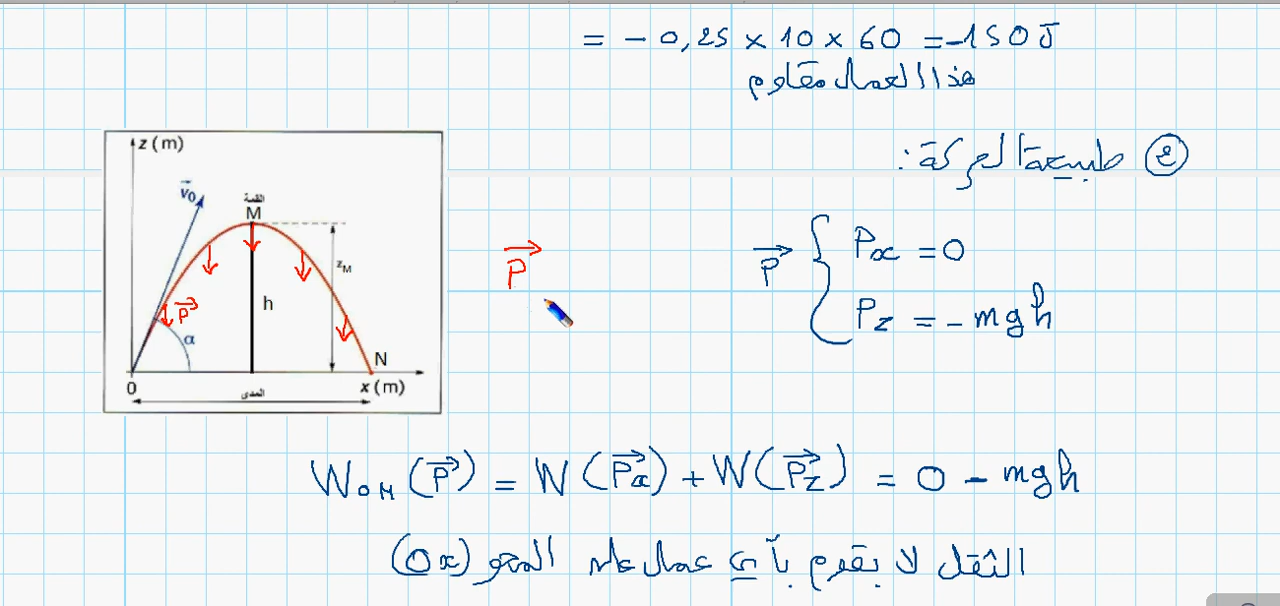 = - 0,25 × 10 × 60 = -150 J
هذا العمل مقاوم
④ طبيعة الحركة :
z (m)
v0
القمة
M
zM
P
h
α
N
0
المدى
x (m)
P
P { Px = 0
Pz = - mgh
WOM (P) = W (Px) + W (Pz) = 0 - mgh
الثقل لا يقوم بأي عمل على المحور (Ox)